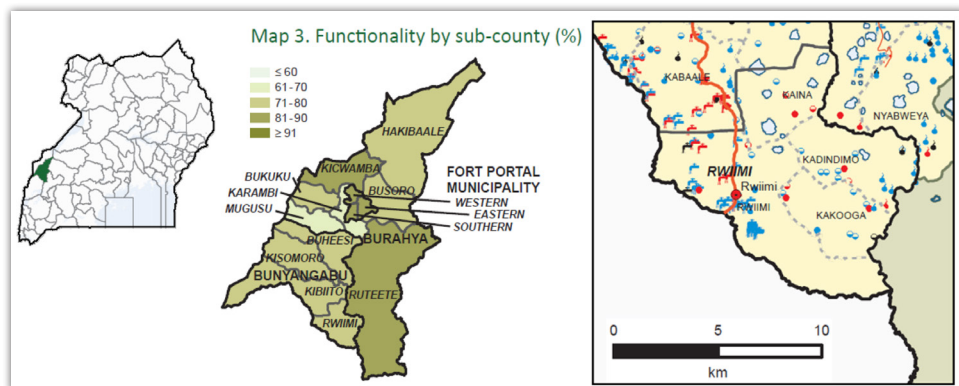 Map 3. Functionality by sub-county (%)
≤ 60
61-70
71-80
81-90
≥ 91
HAKIBAALE
KICWAMBA
FORT PORTAL
MUNICIPALITY
BUKUKU
BUSORO
WESTERN
KARAMBI
EASTERN
MUGUSU
SOUTHERN
BURAHYA
BUHEESI
KISOMORO
BUNYANGABU
KIBIITO
RUTEETE
RWIIMI
KABAALE
KAINA
NYABWEYA
KADINDIMO
RWIIMI
Rwiimi
RWIIMI
KAKOOGA
0 5 10
km